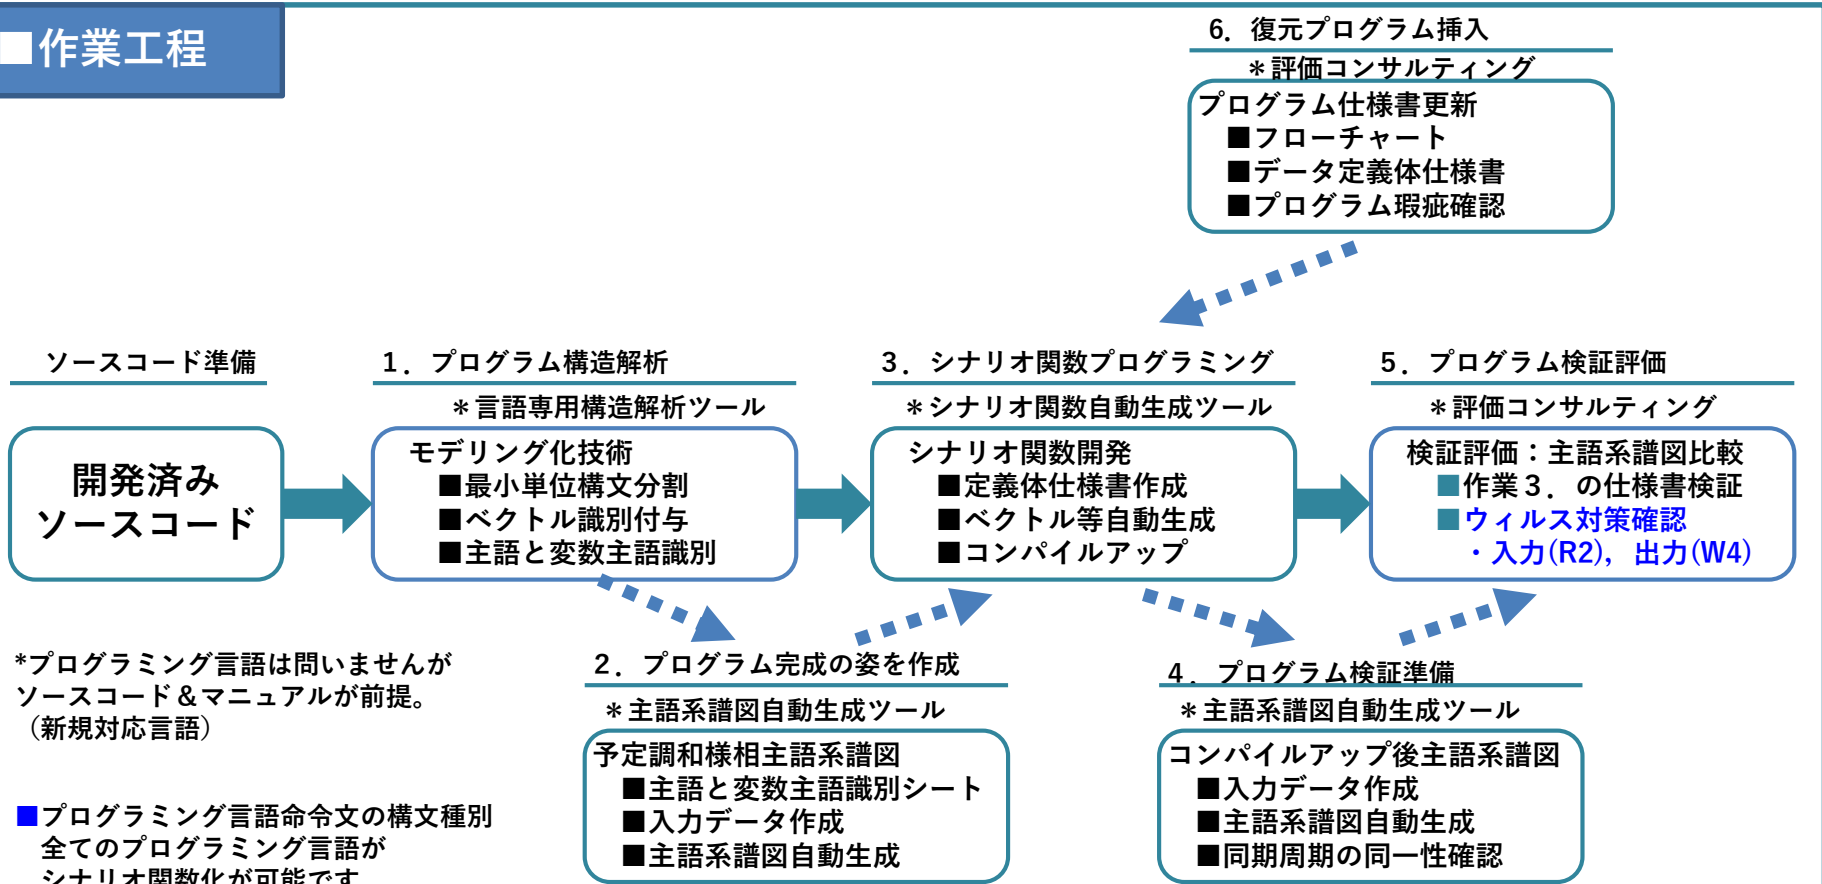 ■作業工程
6．復元プログラム挿入
＊評価コンサルティング
プログラム仕様書更新
■フローチャート
■データ定義体仕様書
■プログラム瑕疵確認
ソースコード準備
開発済み
ソースコード
1．プログラム構造解析
＊言語専用構造解析ツール
モデリング化技術
■最小単位構文分割
■ベクトル識別付与
■主語と変数主語識別
3．シナリオ関数プログラミング
＊シナリオ関数自動生成ツール
シナリオ関数開発
■定義体仕様書作成
■ベクトル等自動生成
■コンパイルアップ
5．プログラム検証評価
＊評価コンサルティング
検証評価：主語系譜図比較
■作業３．の仕様書検証
■ウィルス対策確認
・入力(R2)，出力(W4)
*プログラミング言語は問いませんが
ソースコード＆マニュアルが前提。
（新規対応言語）
■プログラミング言語命令文の構文種別
全てのプログラミング言語が
シナリオ関数化が可能です
2．プログラム完成の姿を作成
＊主語系譜図自動生成ツール
予定調和様相主語系譜図
■主語と変数主語識別シート
■入力データ作成
■主語系譜図自動生成
4．プログラム検証準備
＊主語系譜図自動生成ツール
コンパイルアップ後主語系譜図
■入力データ作成
■主語系譜図自動生成
■同期周期の同一性確認